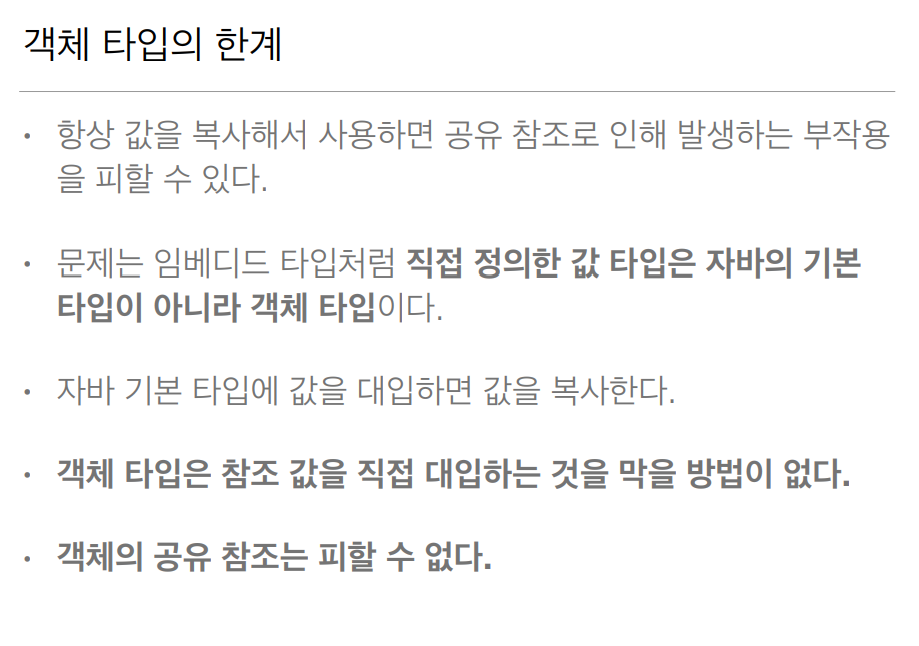 객체 타입의 한계
• 항상 값을 복사해서 사용하면 공유 참조로 인해 발생하는 부작용
을 피할 수 있다.
• 문제는 임베디드 타입처럼 직접 정의한 값 타입은 자바의 기본
타입이 아니라 객체 타입이다.
• 자바 기본 타입에 값을 대입하면 값을 복사한다.
• 객체 타입은 참조 값을 직접 대입하는 것을 막을 방법이 없다.
• 객체의 공유 참조는 피할 수 없다.